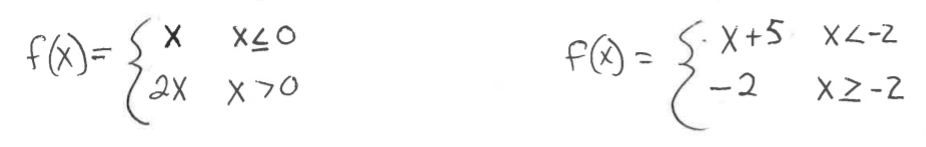 f(x) = { x x ≤ 0
2x x > 0
f(x) = { x + 5 x < -2
-2 x ≥ -2